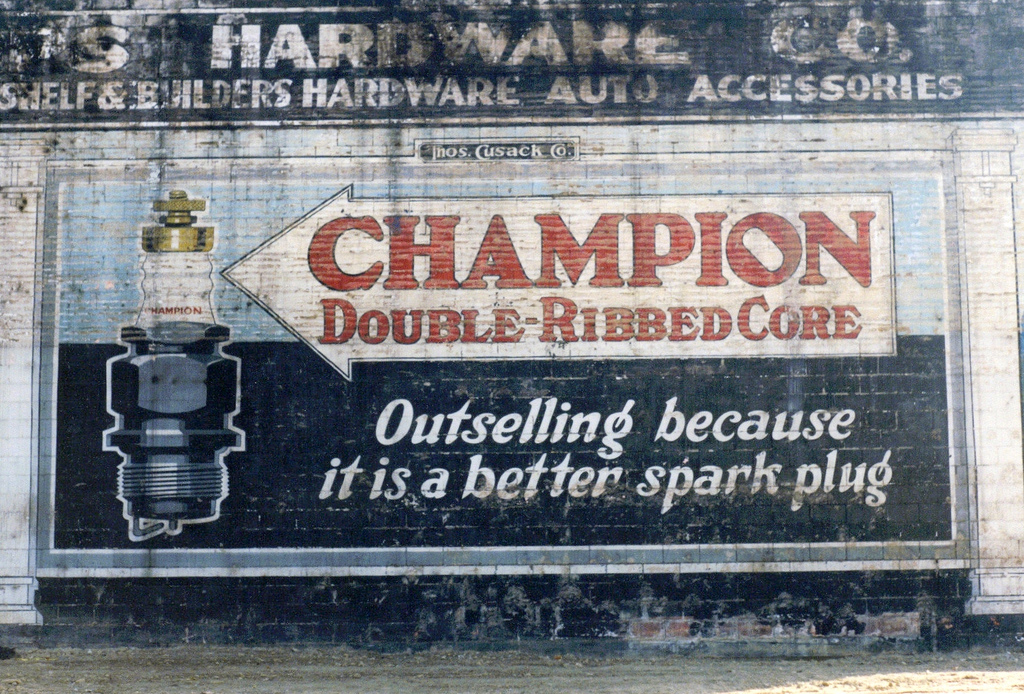 HARDWARE CO.
SHELF & BUILDERS HARDWARE AUTO ACCESSORIES
Thos. Cusack Co.
CHAMPION
DOUBLE-RIBBED CORE
CHAMPION
Outselling because
it is a better spark plug